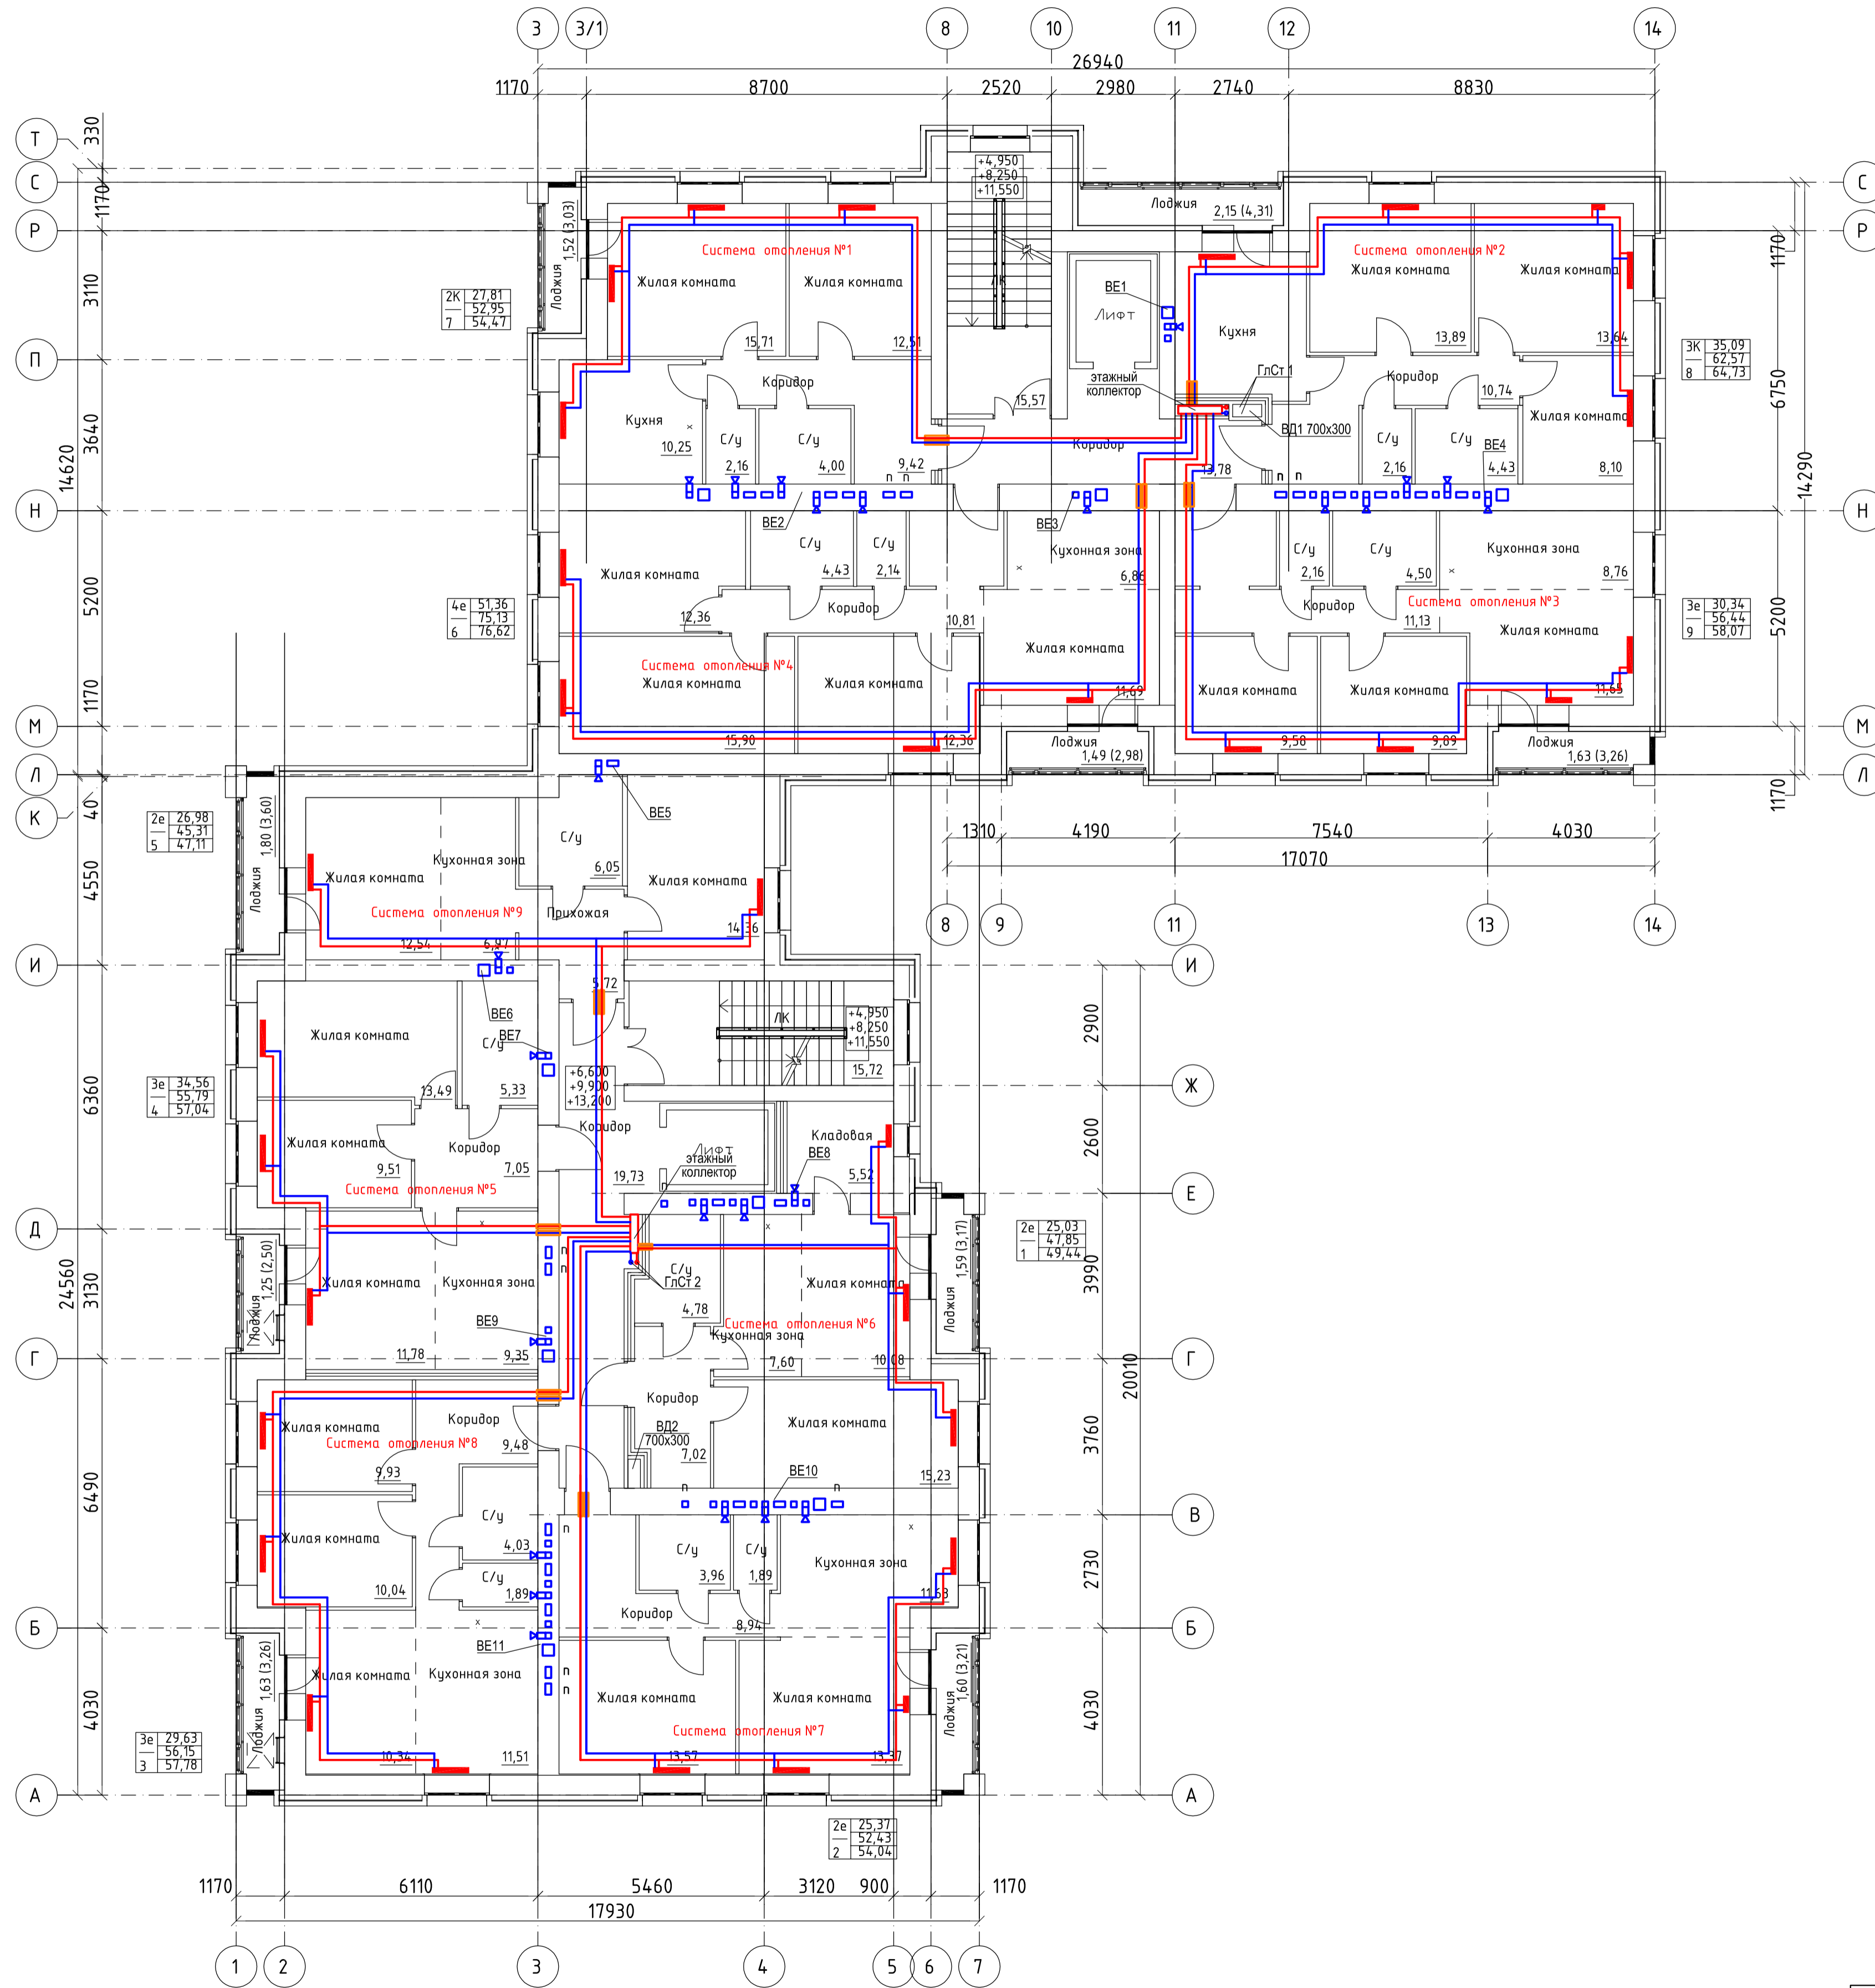 3
3/1
8
10
11
12
14
26940
1170
8700
2520
2980
2740
8830
Т
С
Р
П
Н
М
Л
К
И
Д
Г
Б
А
330
1170
3110
3640
5200
1170
14620
40
4550
6360
3130
24560
6490
4030
С
Р
Н
М
Л
1170
6750
14290
5200
1170
+4,950
+8,250
+11,550
Лоджия
2,15 (4,31)
1,52 (3,03)
Лоджия
Система отопления №1
Жилая комната
Жилая комната
15,71
12,51
ЛК
Лифт
ВЕ1
Кухня
Система отопления №2
Жилая комната
Жилая комната
13,89
13,64
2К 27,81
52,95
7 54,47
3К 35,09
62,57
8 64,73
Коридор
Кухня
10,25
С/у
2,16
С/у
4,00
9,42
п п
15,57
этажный
коллектор
ГлСт 1
ВД1 700х300
Коридор
13,78
Коридор
10,74
Жилая комната
С/у
2,16
С/у
ВЕ4
4,43
8,10
п п
х
ВЕ2
ВЕ3
С/у
4,43
С/у
2,14
Жилая комната
12,36
Коридор
10,81
Кухонная зона
6,86
х
С/у
2,16
С/у
4,50
Кухонная зона
8,76
х
Коридор
11,13
Система отопления №3
Жилая комната
11,65
4е 51,36
75,13
6 76,62
3е 30,34
56,44
9 58,07
Система отопления №4
Жилая комната
15,90
Жилая комната
12,36
Жилая комната
11,69
Жилая комната
9,58
Жилая комната
9,89
Лоджия
1,49 (2,98)
Лоджия
1,63 (3,26)
1310
4190
7540
4030
17070
8
9
11
13
14
ВЕ5
2е 26,98
45,31
5 47,11
1,80 (3,60)
Лоджия
Жилая комната
Кухонная зона
С/у
6,05
Жилая комната
Система отопления №9
Прихожая
12,54
6,97
14,36
5,72
ВЕ6
ВЕ7
Жилая комната
С/у
13,49
5,33
ЛК
+4,950
+8,250
+11,550
15,72
+6,600
+9,900
+13,200
3е 34,56
55,79
4 57,04
Жилая комната
9,51
Коридор
7,05
Система отопления №5
Коридор
19,73
Лифт
этажный
коллектор
Кладовая
ВЕ8
5,52
п
х
х
1,25 (2,50)
Лоджия
Жилая комната
Кухонная зона
п
п
ВЕ9
11,78
9,35
С/у
ГлСт 2
4,78
Жилая комната
Система отопления №6
Кухонная зона
7,60
10,08
1,59 (3,17)
Лоджия
2е 25,03
47,85
1 49,44
И
Ж
Е
Г
В
Б
А
2900
2600
3990
3760
2730
4030
20010
Жилая комната
Коридор
Система отопления №8
9,48
9,93
Коридор
ВД2
700х300
7,02
Жилая комната
15,23
ВЕ10
п
п
Жилая комната
10,04
С/у
4,03
С/у
1,89
п
С/у
3,96
С/у
1,89
Кухонная зона
11,63
х
Коридор
8,94
х
ВЕ11
п
п
1,63 (3,26)
Лоджия
Жилая комната
Кухонная зона
10,34
11,51
Жилая комната
13,57
Жилая комната
13,37
Система отопления №7
1,60 (3,21)
Лоджия
3е 29,63
56,15
3 57,78
2е 25,37
52,43
2 54,04
1170
6110
5460
3120
900
1170
17930
1
2
3
4
5
6
7